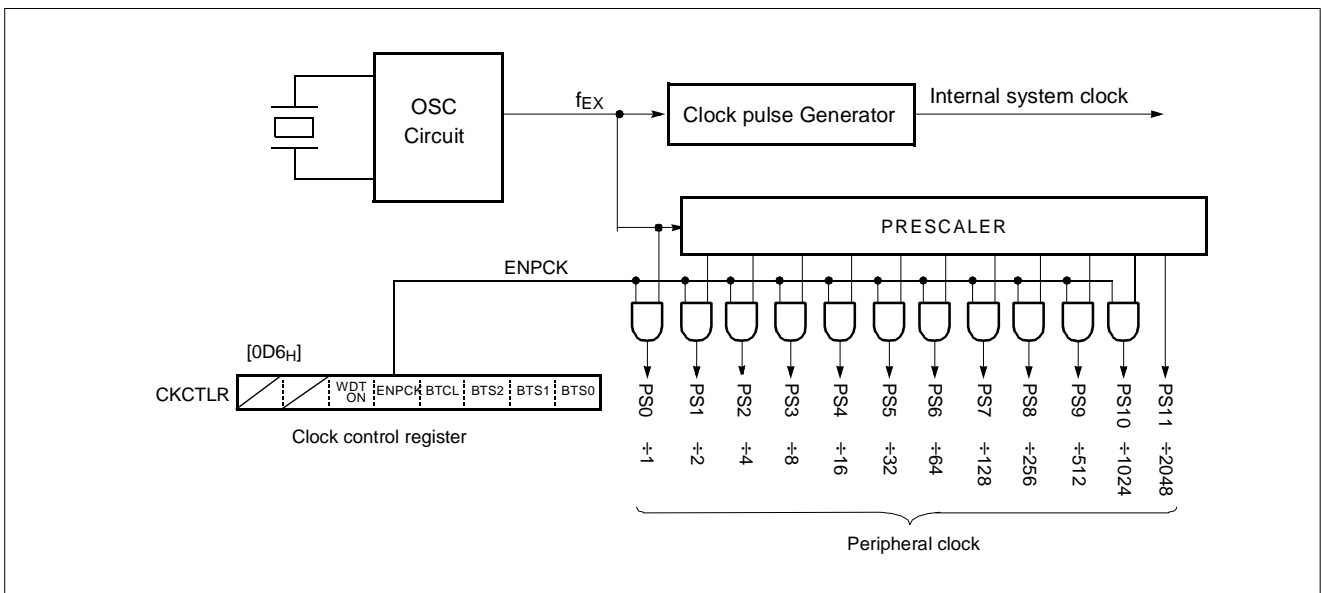 OSC
Circuit
fEX
Clock pulse Generator
Internal system clock
PRESCALER
ENPCK
[0D6H]
CKCTLR
WDT
ON
ENPCK
BTCL
BTS2
BTS1
BTS0
Clock control register
PS0 ÷1
PS1 ÷2
PS2 ÷4
PS3 ÷8
PS4 ÷16
PS5 ÷32
PS6 ÷64
PS7 ÷128
PS8 ÷256
PS9 ÷512
PS10 ÷1024
PS11 ÷2048
Peripheral clock